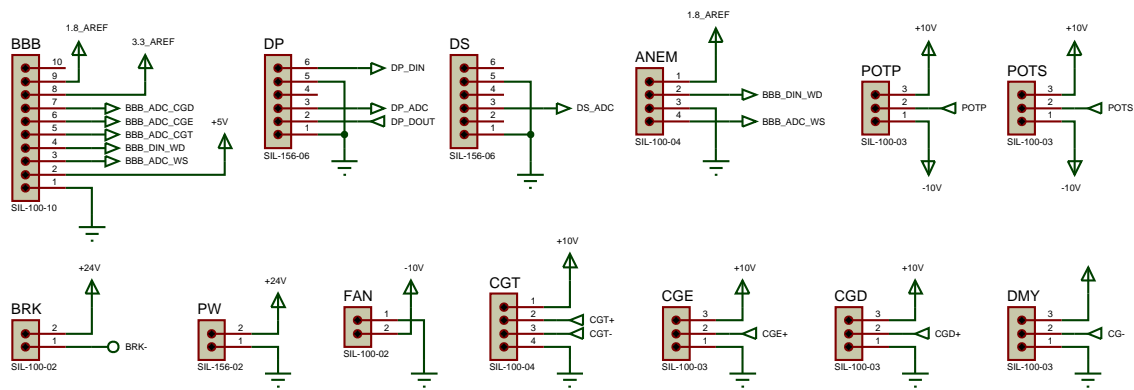 BBB
1.8_AREF
3.3_AREF
10
9
8
7
BBB_ADC_CGD
6
BBB_ADC_CGE
5
BBB_ADC_CGT
4
BBB_DIN_WD
3
BBB_ADC_WS
2
+5V
1
SIL-100-10
DP
6
DP_DIN
5
4
3
DP_ADC
2
DP_DOUT
1
SIL-156-06
DS
6
5
4
3
DS_ADC
2
1
SIL-156-06
ANEM
1.8_AREF
1
2
BBB_DIN_WD
3
4
BBB_ADC_WS
SIL-100-04
POTP
+10V
3
2
POTP
1
SIL-100-03
-10V
POTS
+10V
3
2
POTS
1
SIL-100-03
-10V
BRK
+24V
2
1
BRK-
SIL-100-02
PW
+24V
2
1
SIL-156-02
FAN
-10V
1
2
SIL-100-02
CGT
+10V
1
2
CGT+
3
CGT-
4
SIL-100-04
CGE
+10V
3
2
CGE+
1
SIL-100-03
CGD
+10V
3
2
CGD+
1
SIL-100-03
DMY
3
2
CG-
1
SIL-100-03